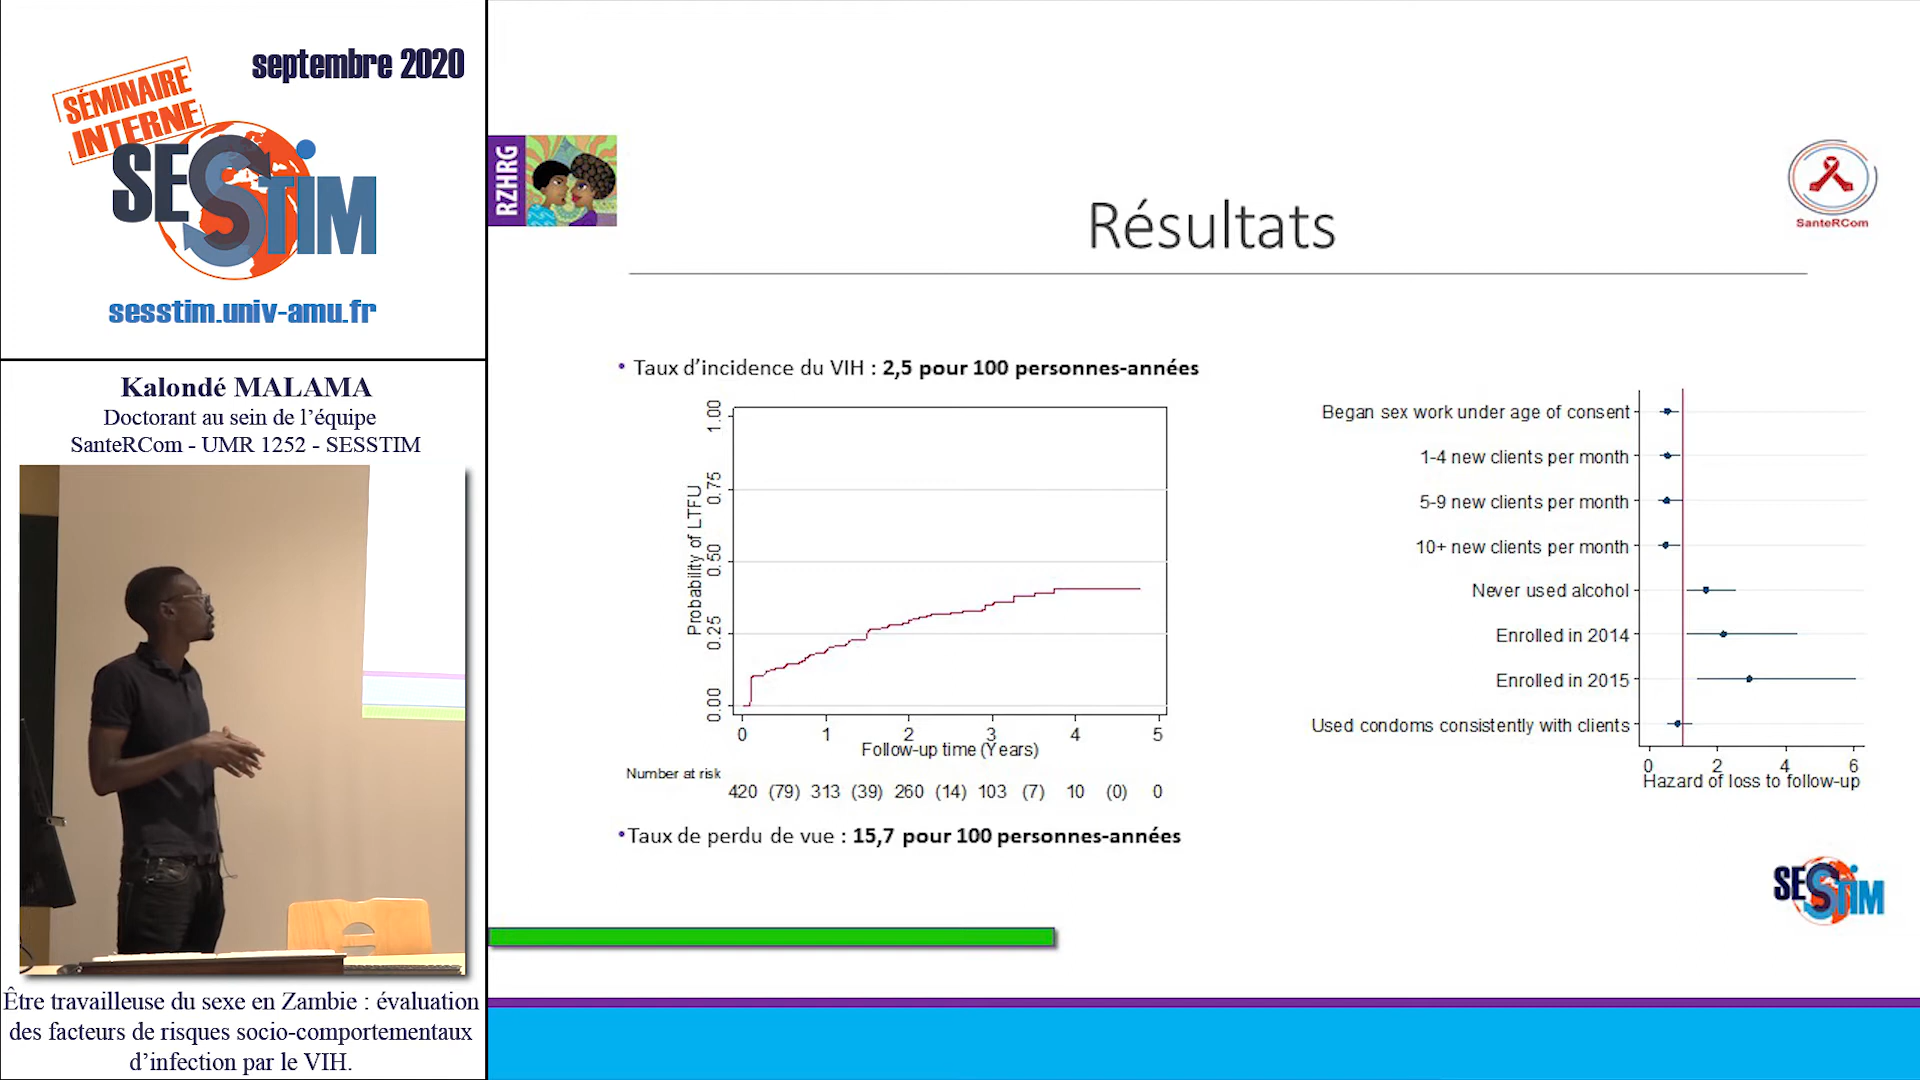 septembre 2020
SÉMINAIRE
INTERNE
SESSTIM
sesstim.univ-amu.fr
Kalondé MALAMA
Doctorant au sein de l'équipe
SanteRCom - UMR 1252 - SESSTIM
Être travailleuse du sexe en Zambie : évaluation
des facteurs de risques socio-comportementaux
d'infection par le VIH.
RZHRG
Résultats
SanteRCom
• Taux d'incidence du VIH : 2,5 pour 100 personnes-années
Probability of LTFU
1.00
0.75
0.50
0.25
0.00
0 1 2 3 4 5
Follow-up time (Years)
Number at risk
420 (79) 313 (39) 260 (14) 103 (7) 10 (0) 0
Began sex work under age of consent
1-4 new clients per month
5-9 new clients per month
10+ new clients per month
Never used alcohol
Enrolled in 2014
Enrolled in 2015
Used condoms consistently with clients
0 2 4 6
Hazard of loss to follow-up
•Taux de perdu de vue : 15,7 pour 100 personnes-années
SESSTIM